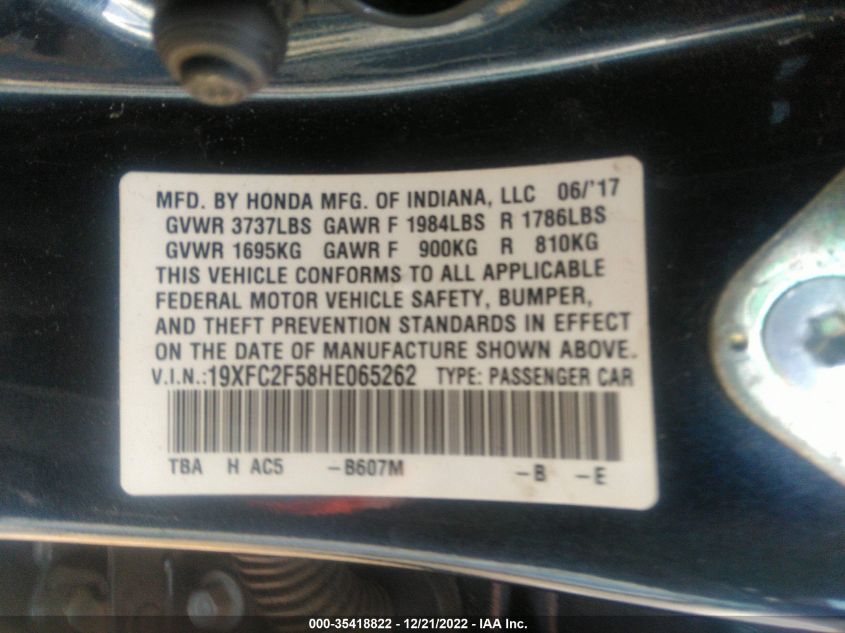 MFD. BY HONDA MFG. OF INDIANA, LLC 06/'17
GVWR 3737LBS GAWR F 1984LBS R 1786LBS
GVWR 1695KG GAWR F 900KG R 810KG
THIS VEHICLE CONFORMS TO ALL APPLICABLE
FEDERAL MOTOR VEHICLE SAFETY, BUMPER,
AND THEFT PREVENTION STANDARDS IN EFFECT
ON THE DATE OF MANUFACTURE SHOWN ABOVE.
V.I.N.:19XFC2F58HE065262 TYPE: PASSENGER CAR
TBA H AC5 -B607M -B -E
000-35418822 - 12/21/2022 - IAA Inc.